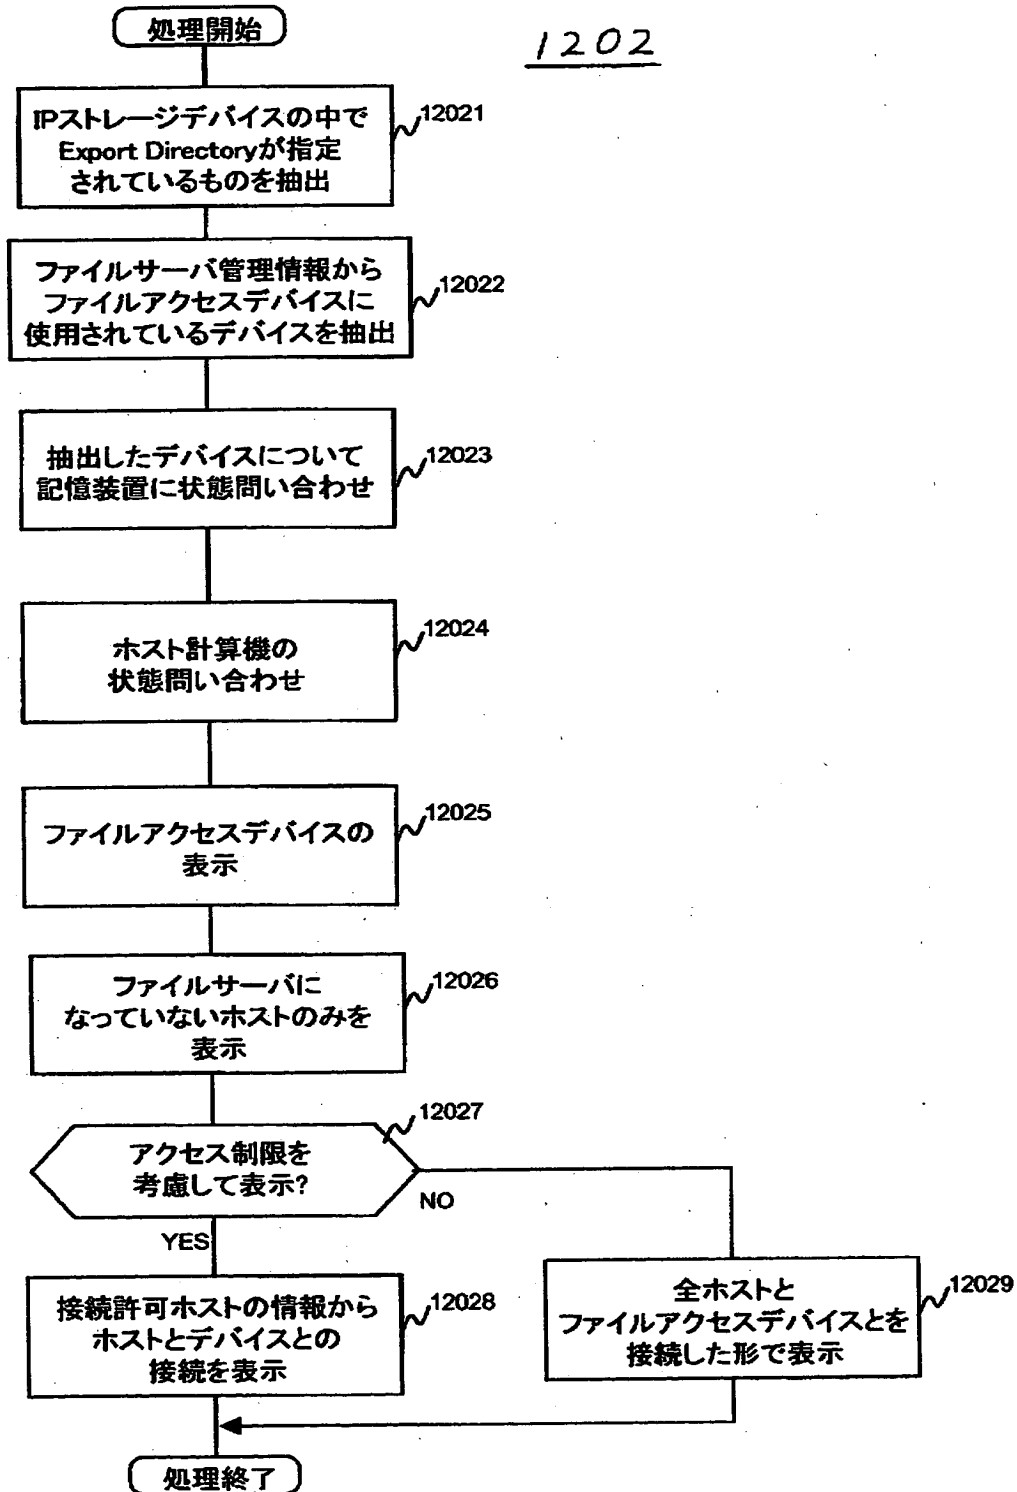 処理開始
1202
IPストレージデバイスの中で
Export Directoryが指定
されているものを抽出
12021
ファイルサーバ管理情報から
ファイルアクセスデバイスに
使用されているデバイスを抽出
12022
抽出したデバイスについて
記憶装置に状態問い合わせ
12023
ホスト計算機の
状態問い合わせ
12024
ファイルアクセスデバイスの
表示
12025
ファイルサーバに
なっていないホストのみを
表示
12026
アクセス制限を
考慮して表示?
12027
NO
YES
接続許可ホストの情報から
ホストとデバイスとの
接続を表示
12028
全ホストと
ファイルアクセスデバイスとを
接続した形で表示
12029
処理終了